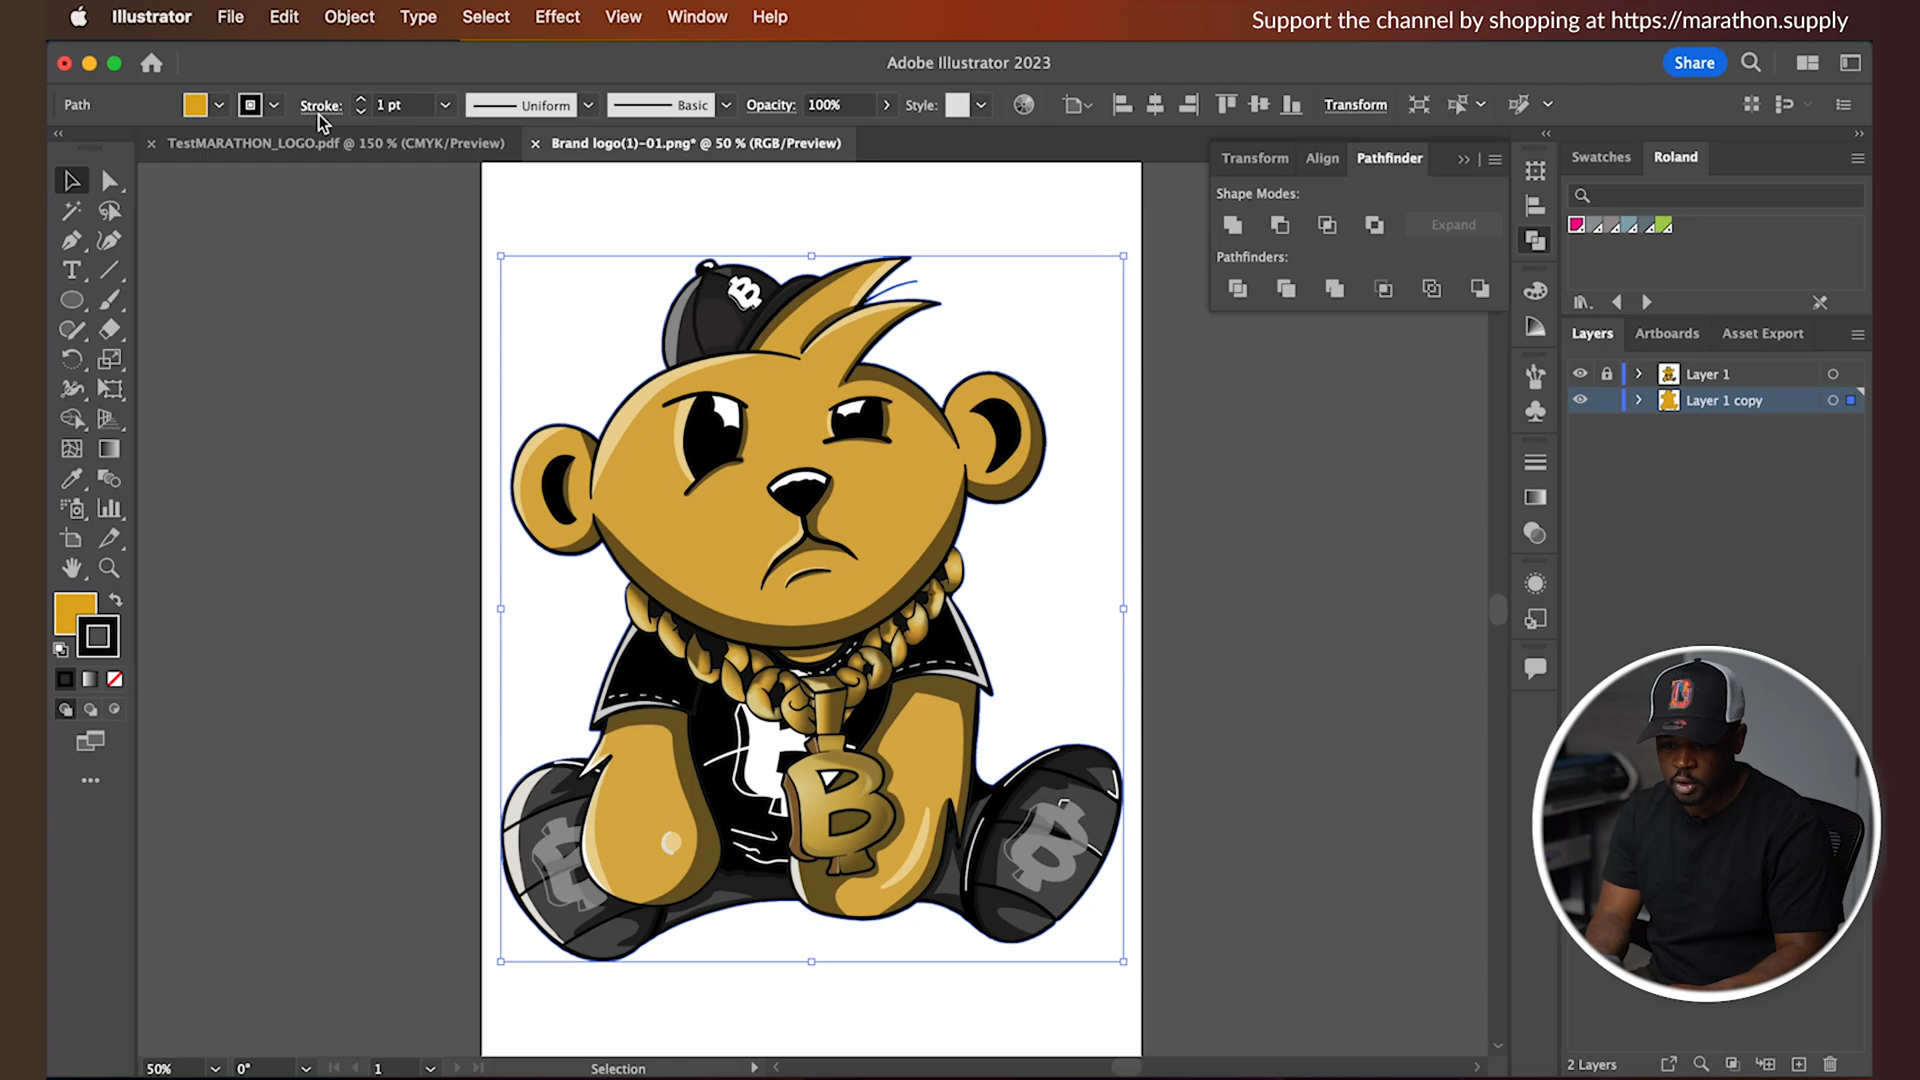 Illustrator File Edit Object Type Select Effect View Window Help
Support the channel by shopping at https://marathon.supply
Adobe Illustrator 2023
Share
Path
Stroke: 1 pt
Uniform
Basic
Opacity: 100%
Style:
Transform
TestMARATHON_LOGO.pdf @ 150 % (CMYK/Preview)
Brand logo(1)-01.png* @ 50 % (RGB/Preview)
Transform Align Pathfinder
Shape Modes:
Expand
Pathfinders:
Swatches Roland
Layers Artboards Asset Export
Layer 1
Layer 1 copy
50%
0°
1
Selection
2 Layers